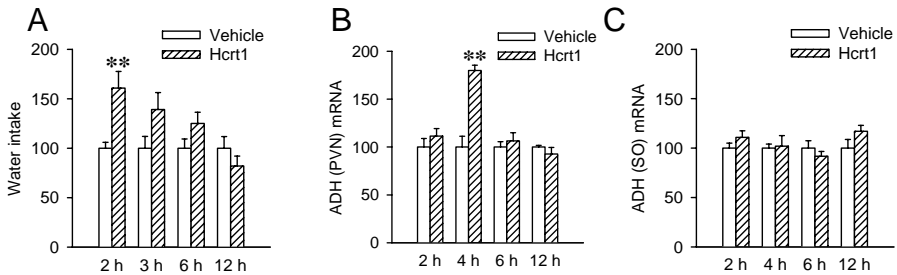 A
Vehicle
Hcrt1
Water intake
200
150
100
50
0
**
2 h 3 h 6 h 12 h
B
Vehicle
Hcrt1
ADH (PVN) mRNA
200
150
100
50
0
**
2 h 4 h 6 h 12 h
C
Vehicle
Hcrt1
ADH (SO) mRNA
200
150
100
50
0
2 h 4 h 6 h 12 h